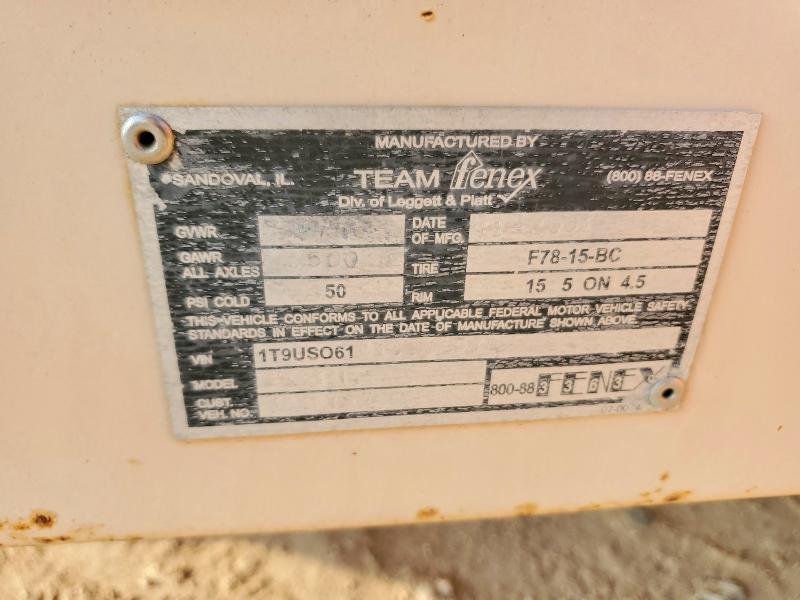 MANUFACTURED BY
SANDOVAL, IL. TEAM fenex (800) 88-FENEX
Div. of Leggett & Platt
GVWR DATE OF MFG.
GAWR ALL AXLES 500 TIRE F78-15-BC
PSI COLD 50 RIM 15 5 ON 4.5
THIS VEHICLE CONFORMS TO ALL APPLICABLE FEDERAL MOTOR VEHICLE SAFETY
STANDARDS IN EFFECT ON THE DATE OF MANUFACTURE SHOWN ABOVE.
VIN 1T9USO61
MODEL
800-88 33639 FENEX
CUST. VEH. NO.